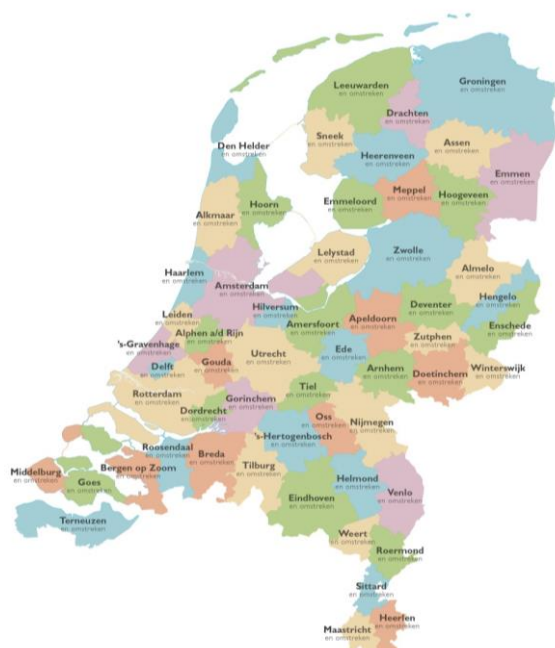 Leeuwarden
en omstreken
Groningen
en omstreken
Drachten
en omstreken
Sneek
en omstreken
Assen
en omstreken
Den Helder
en omstreken
Heerenveen
en omstreken
Emmen
en omstreken
Meppel
en omstreken
Hoogeveen
en omstreken
Emmeloord
en omstreken
Hoorn
en omstreken
Alkmaar
en omstreken
Lelystad
en omstreken
Zwolle
en omstreken
Almelo
en omstreken
Haarlem
en omstreken
Amsterdam
en omstreken
Hengelo
en omstreken
Deventer
en omstreken
Hilversum
en omstreken
Leiden
en omstreken
Apeldoorn
en omstreken
Amersfoort
en omstreken
Enschede
en omstreken
Alphen a/d Rijn
en omstreken
Zutphen
en omstreken
's-Gravenhage
en omstreken
Utrecht
en omstreken
Ede
en omstreken
Gouda
en omstreken
Delft
en omstreken
Arnhem
en omstreken
Doetinchem
en omstreken
Winterswijk
en omstreken
Tiel
en omstreken
Rotterdam
en omstreken
Gorinchem
en omstreken
Dordrecht
en omstreken
Oss
en omstreken
Nijmegen
en omstreken
's-Hertogenbosch
en omstreken
Roosendaal
en omstreken
Breda
en omstreken
Tilburg
en omstreken
Bergen op Zoom
en omstreken
Middelburg
en omstreken
Goes
en omstreken
Helmond
en omstreken
Venlo
en omstreken
Eindhoven
en omstreken
Terneuzen
en omstreken
Weert
en omstreken
Roermond
en omstreken
Sittard
en omstreken
Heerlen
en omstreken
Maastricht
en omstreken